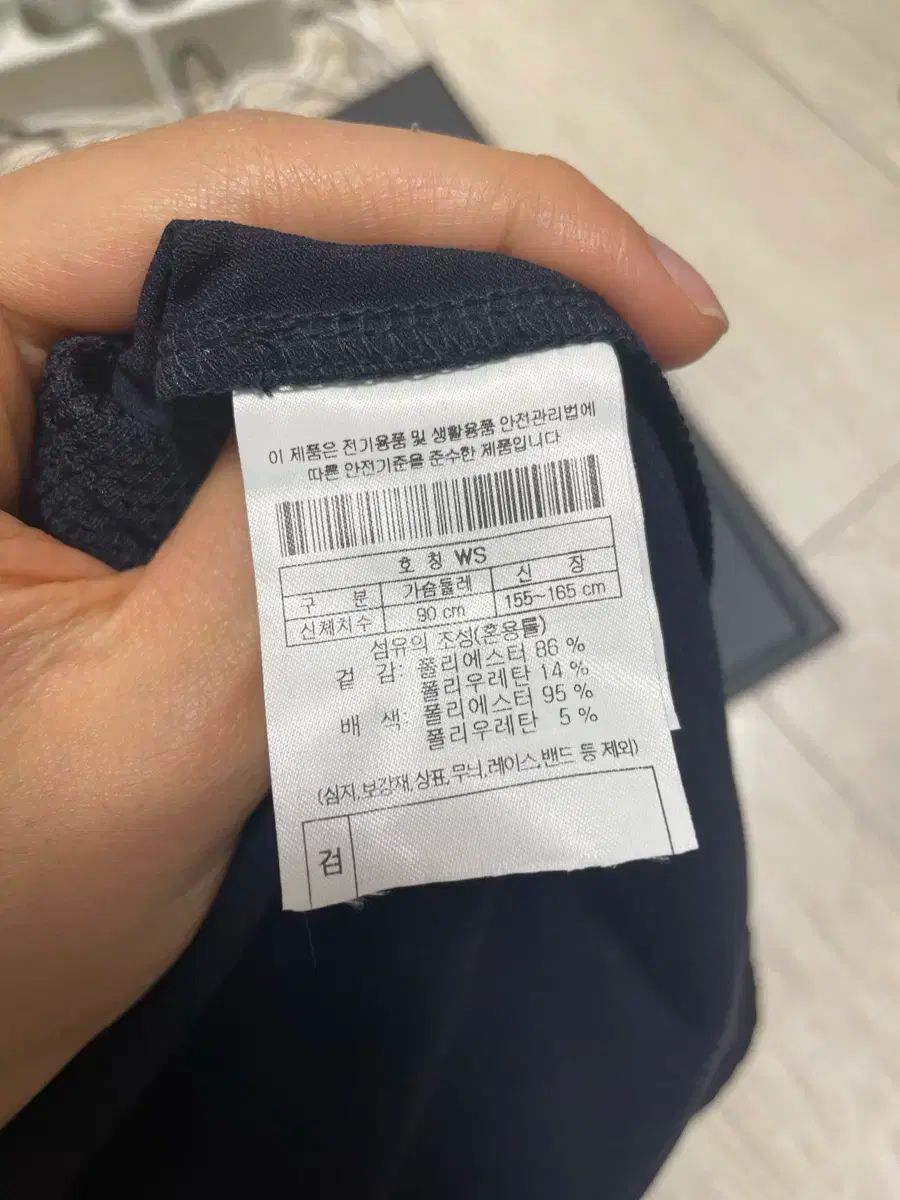 이 제품은 전기용품 및 생활용품 안전관리법에
따른 안전기준을 준수한 제품입니다
호 칭 WS
구 분 가슴둘레 신 장
신체치수 90 cm 155~165 cm
섬유의 조성(혼용률)
겉 감: 폴리에스터 86 %
폴리우레탄 14 %
배 색: 폴리에스터 95 %
폴리우레탄 5 %
(심지,보강재,상표,무늬,레이스,밴드 등 제외)
검